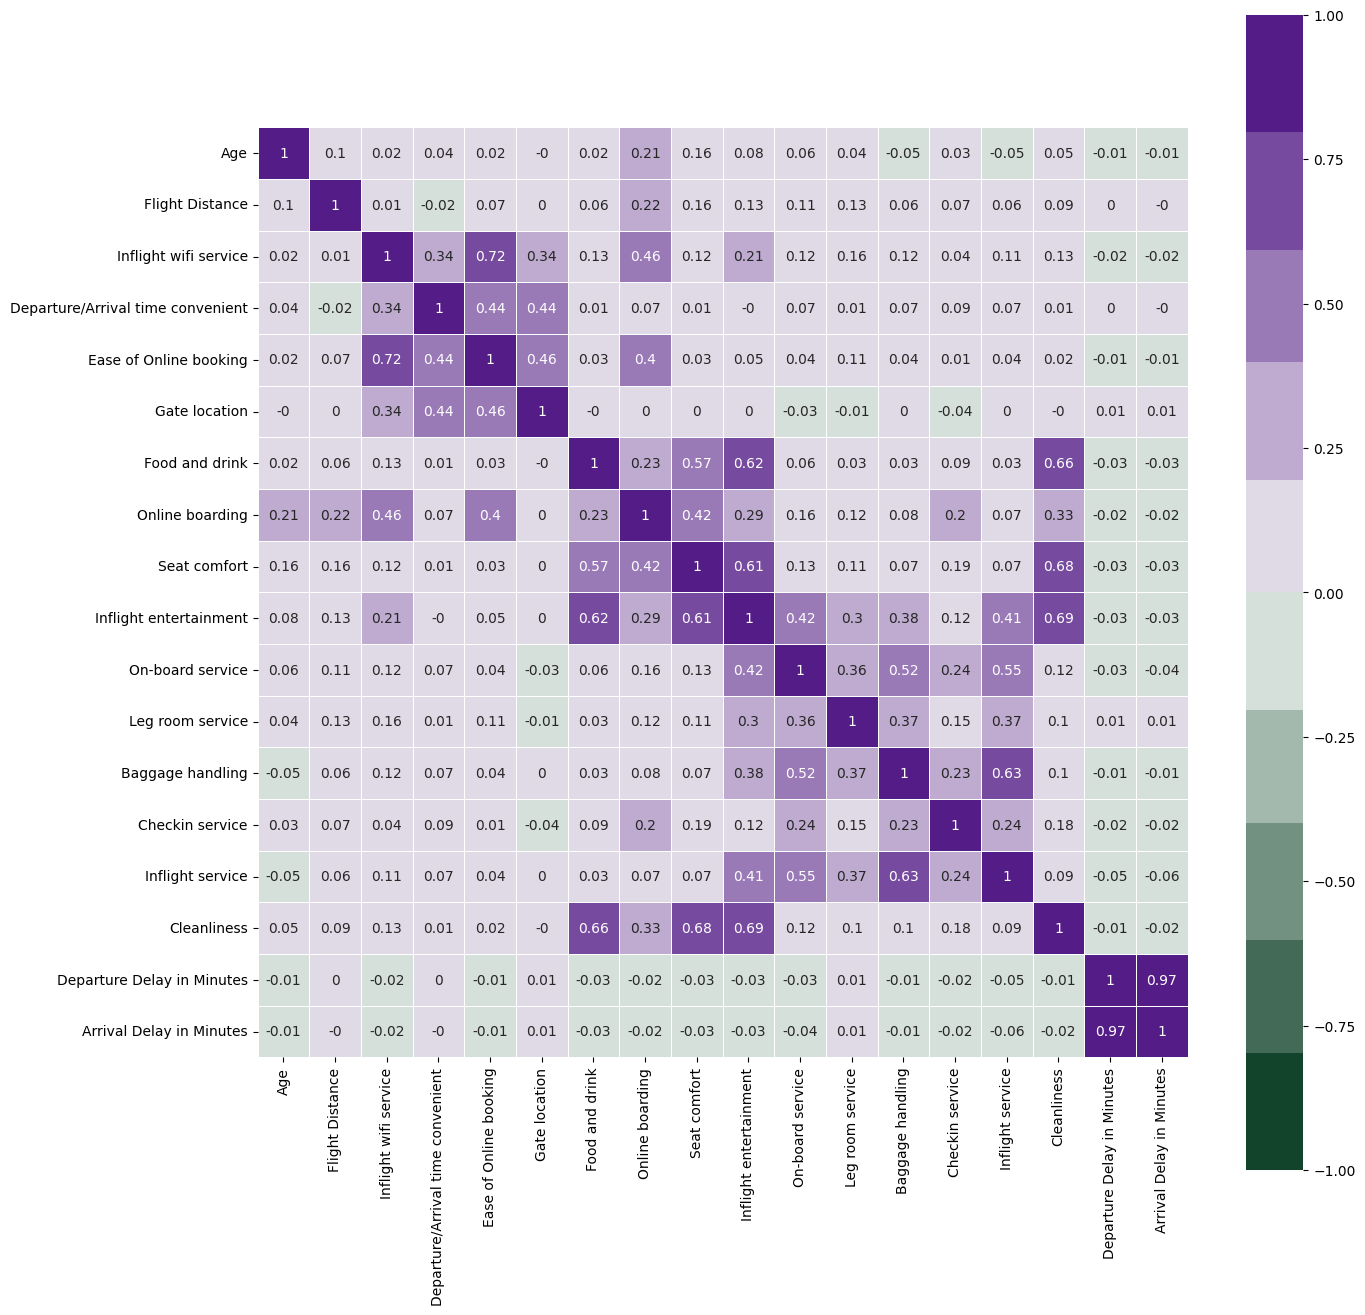 1.00
Age 1 0.1 0.02 0.04 0.02 -0 0.02 0.21 0.16 0.08 0.06 0.04 -0.05 0.03 -0.05 0.05 -0.01 -0.01
0.75
Flight Distance 0.1 1 0.01 -0.02 0.07 0 0.06 0.22 0.16 0.13 0.11 0.13 0.06 0.07 0.06 0.09 0 -0
Inflight wifi service 0.02 0.01 1 0.34 0.72 0.34 0.13 0.46 0.12 0.21 0.12 0.16 0.12 0.04 0.11 0.13 -0.02 -0.02
Departure/Arrival time convenient 0.04 -0.02 0.34 1 0.44 0.44 0.01 0.07 0.01 -0 0.07 0.01 0.07 0.09 0.07 0.01 0 -0
0.50
Ease of Online booking 0.02 0.07 0.72 0.44 1 0.46 0.03 0.4 0.03 0.05 0.04 0.11 0.04 0.01 0.04 0.02 -0.01 -0.01
Gate location -0 0 0.34 0.44 0.46 1 -0 0 0 0 -0.03 -0.01 0 -0.04 0 -0 0.01 0.01
0.25
Food and drink 0.02 0.06 0.13 0.01 0.03 -0 1 0.23 0.57 0.62 0.06 0.03 0.03 0.09 0.03 0.66 -0.03 -0.03
Online boarding 0.21 0.22 0.46 0.07 0.4 0 0.23 1 0.42 0.29 0.16 0.12 0.08 0.2 0.07 0.33 -0.02 -0.02
Seat comfort 0.16 0.16 0.12 0.01 0.03 0 0.57 0.42 1 0.61 0.13 0.11 0.07 0.19 0.07 0.68 -0.03 -0.03
0.00
Inflight entertainment 0.08 0.13 0.21 -0 0.05 0 0.62 0.29 0.61 1 0.42 0.3 0.38 0.12 0.41 0.69 -0.03 -0.03
On-board service 0.06 0.11 0.12 0.07 0.04 -0.03 0.06 0.16 0.13 0.42 1 0.36 0.52 0.24 0.55 0.12 -0.03 -0.04
Leg room service 0.04 0.13 0.16 0.01 0.11 -0.01 0.03 0.12 0.11 0.3 0.36 1 0.37 0.15 0.37 0.1 0.01 0.01
−0.25
Baggage handling -0.05 0.06 0.12 0.07 0.04 0 0.03 0.08 0.07 0.38 0.52 0.37 1 0.23 0.63 0.1 -0.01 -0.01
Checkin service 0.03 0.07 0.04 0.09 0.01 -0.04 0.09 0.2 0.19 0.12 0.24 0.15 0.23 1 0.24 0.18 -0.02 -0.02
Inflight service -0.05 0.06 0.11 0.07 0.04 0 0.03 0.07 0.07 0.41 0.55 0.37 0.63 0.24 1 0.09 -0.05 -0.06
−0.50
Cleanliness 0.05 0.09 0.13 0.01 0.02 -0 0.66 0.33 0.68 0.69 0.12 0.1 0.1 0.18 0.09 1 -0.01 -0.02
Departure Delay in Minutes -0.01 0 -0.02 0 -0.01 0.01 -0.03 -0.02 -0.03 -0.03 -0.03 0.01 -0.01 -0.02 -0.05 -0.01 1 0.97
−0.75
Arrival Delay in Minutes -0.01 -0 -0.02 -0 -0.01 0.01 -0.03 -0.02 -0.03 -0.03 -0.04 0.01 -0.01 -0.02 -0.06 -0.02 0.97 1
−1.00
Age
Flight Distance
Inflight wifi service
Departure/Arrival time convenient
Ease of Online booking
Gate location
Food and drink
Online boarding
Seat comfort
Inflight entertainment
On-board service
Leg room service
Baggage handling
Checkin service
Inflight service
Cleanliness
Departure Delay in Minutes
Arrival Delay in Minutes